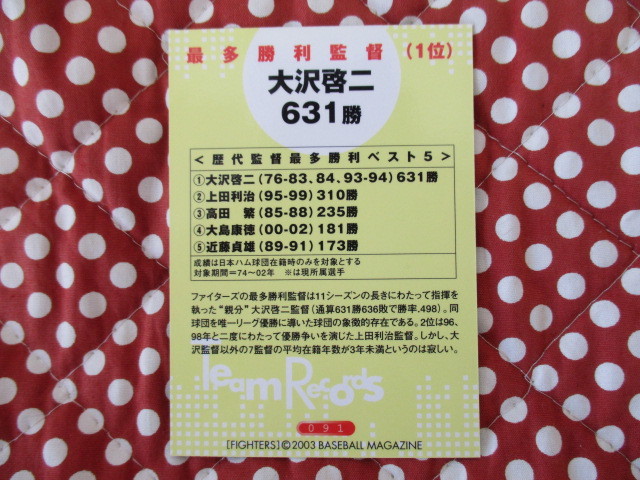 最多勝利監督(1位)
大沢啓二
631勝
<歴代監督最多勝利ベスト5>
①大沢啓二(76-83、84、93-94)631勝
②上田利治(95-99)310勝
③高田 繁(85-88)235勝
④大島康徳(00-02)181勝
⑤近藤貞雄(89-91)173勝
成績は日本ハム球団在籍時のみを対象とする
対象期間=74〜02年 ※は現所属選手
ファイターズの最多勝利監督は11シーズンの長きにわたって指揮を
執った“親分”大沢啓二監督(通算631勝636敗で勝率.498)。同
球団を唯一リーグ優勝に導いた球団の象徴的存在である。2位は96、
98年と二度にわたって優勝争いを演じた上田利治監督。しかし、大
沢監督以外の7監督の平均在籍年数が3年未満というのは寂しい。
Team Records
091
[FIGHTERS]©2003 BASEBALL MAGAZINE